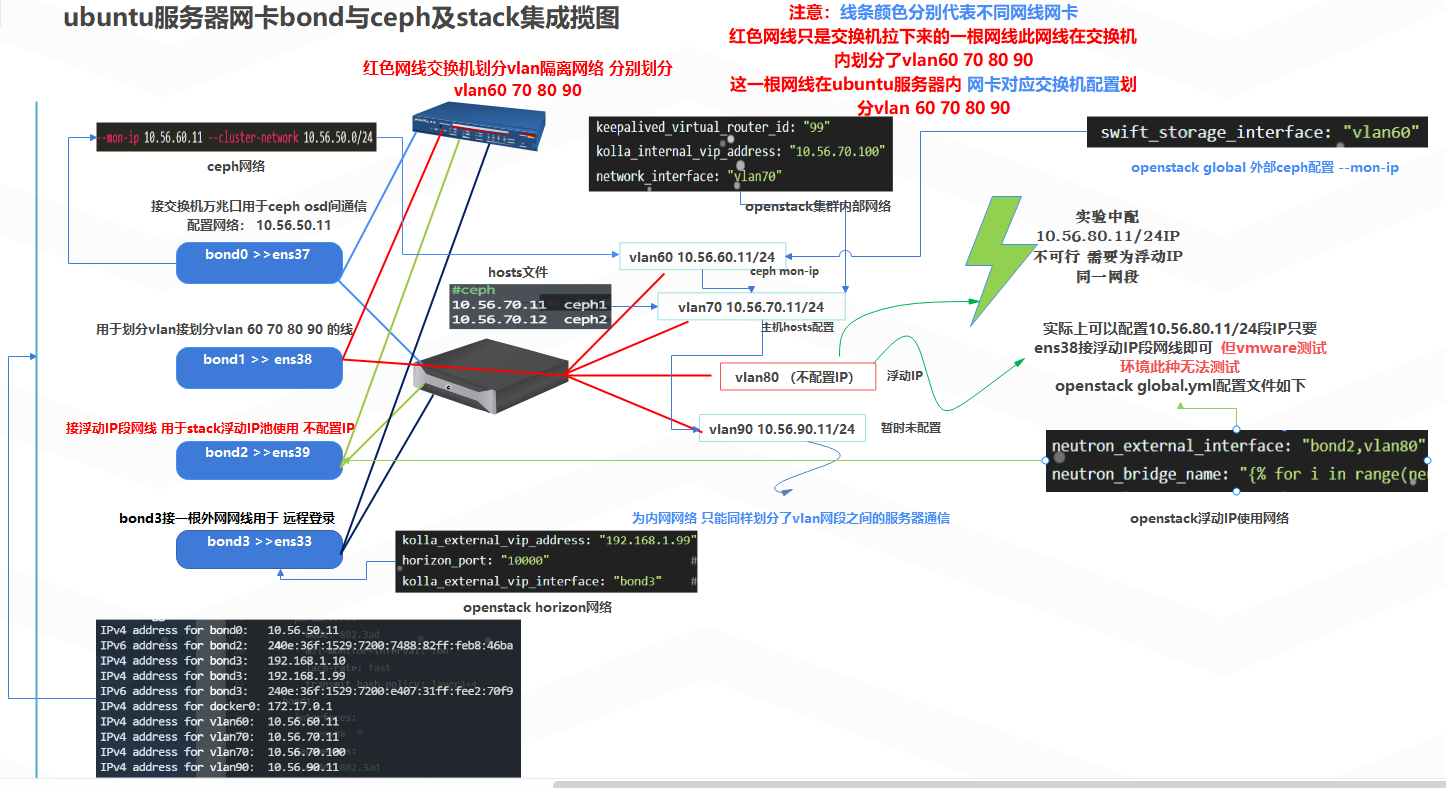 ubuntu服务器网卡bond与ceph及stack集成揽图
注意：线条颜色分别代表不同网线网卡
红色网线只是交换机拉下来的一根网线此网线在交换机
内划分了vlan60 70 80 90
这一根网线在ubuntu服务器内 网卡对应交换机配置划
分vlan 60 70 80 90
红色网线交换机划分vlan隔离网络 分别划分
vlan60 70 80 90
--mon-ip 10.56.60.11 --cluster-network 10.56.50.0/24
ceph网络
keepalived_virtual_router_id: "99"
kolla_internal_vip_address: "10.56.70.100"
network_interface: "vlan70"
openstack集群内部网络
swift_storage_interface: "vlan60"
openstack global 外部ceph配置 --mon-ip
接交换机万兆口用于ceph osd间通信
配置网络： 10.56.50.11
bond0 >>ens37
实验中配
10.56.80.11/24IP
不可行 需要为浮动IP
同一网段
vlan60 10.56.60.11/24
ceph mon-ip
hosts文件
#ceph
10.56.70.11 ceph1
10.56.70.12 ceph2
vlan70 10.56.70.11/24
主机hosts配置
用于划分vlan接划分vlan 60 70 80 90 的线
bond1 >> ens38
实际上可以配置10.56.80.11/24段IP只要
ens38接浮动IP段网线即可 但vmware测试
环境此种无法测试
openstack global.yml配置文件如下
vlan80 （不配置IP）
浮动IP
接浮动IP段网线 用于stack浮动IP池使用 不配置IP
bond2 >>ens39
vlan90 10.56.90.11/24
暂时未配置
neutron_external_interface: "bond2,vlan80"
neutron_bridge_name: "{% for i in range(ne
openstack浮动IP使用网络
为内网网络 只能同样划分了vlan网段之间的服务器通信
bond3接一根外网网线用于 远程登录
bond3 >>ens33
kolla_external_vip_address: "192.168.1.99"
horizon_port: "10000" #
kolla_external_vip_interface: "bond3" #
openstack horizon网络
IPv4 address for bond0: 10.56.50.11
IPv6 address for bond2: 240e:36f:1529:7200:7488:82ff:feb8:46ba
IPv4 address for bond3: 192.168.1.10
IPv4 address for bond3: 192.168.1.99
IPv6 address for bond3: 240e:36f:1529:7200:e407:31ff:fee2:70f9
IPv4 address for docker0: 172.17.0.1
IPv4 address for vlan60: 10.56.60.11
IPv4 address for vlan70: 10.56.70.11
IPv4 address for vlan70: 10.56.70.100
IPv4 address for vlan90: 10.56.90.11